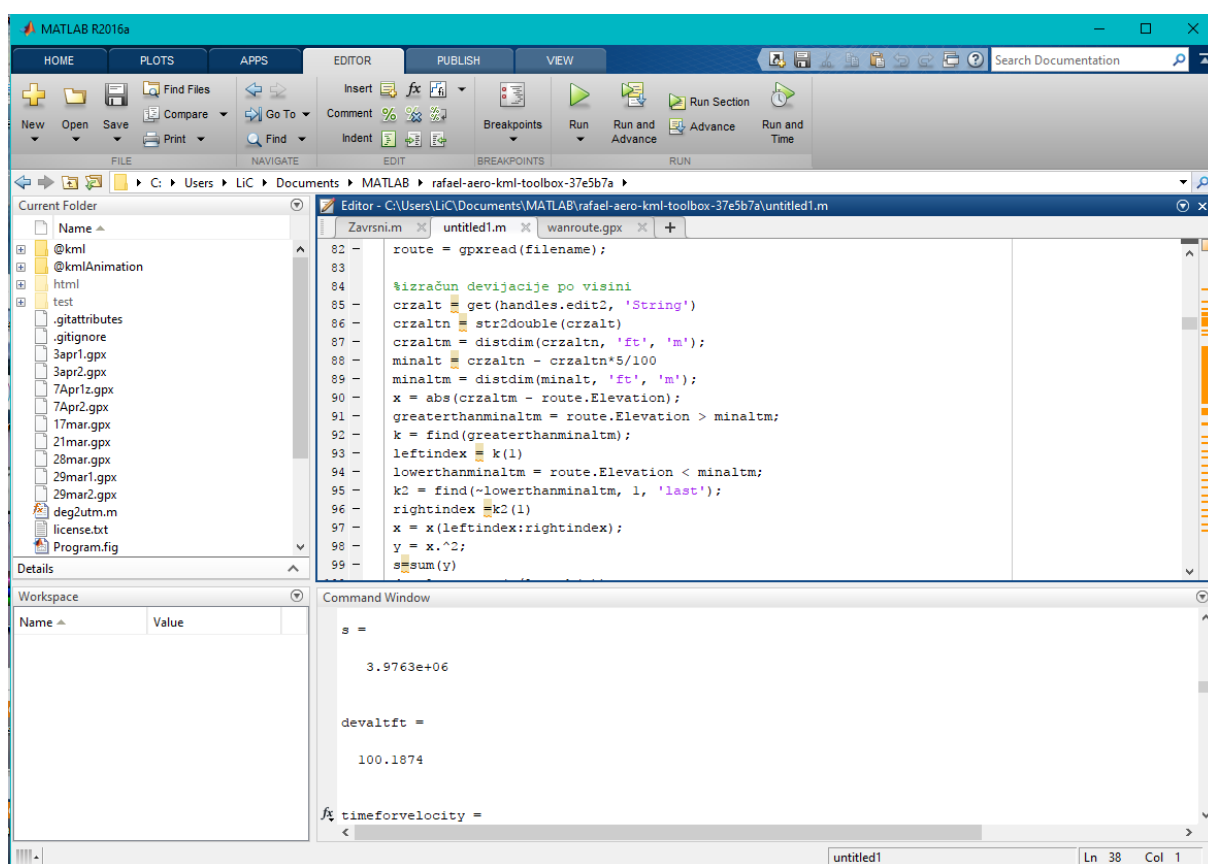 MATLAB R2016a
HOME PLOTS APPS EDITOR PUBLISH VIEW Search Documentation
New Open Save Find Files Compare Print
FILE
Go To Find
NAVIGATE
Insert fx
Comment
Indent
EDIT
Breakpoints
BREAKPOINTS
Run Run and Advance Run Section Advance Run and Time
RUN
C: Users LiC Documents MATLAB rafael-aero-kml-toolbox-37e5b7a
Current Folder
Name
@kml
@kmlAnimation
html
test
.gitattributes
.gitignore
3apr1.gpx
3apr2.gpx
7Apr1z.gpx
7Apr2.gpx
17mar.gpx
21mar.gpx
28mar.gpx
29mar1.gpx
29mar2.gpx
deg2utm.m
license.txt
Program.fig
Details
Workspace
Name Value
Editor - C:\Users\LiC\Documents\MATLAB\rafael-aero-kml-toolbox-37e5b7a\untitled1.m
Zavrsni.m untitled1.m wanroute.gpx
82 – route = gpxread(filename);
83
84 %izračun devijacije po visini
85 – crzalt = get(handles.edit2, 'String')
86 – crzaltn = str2double(crzalt)
87 – crzaltm = distdim(crzaltn, 'ft', 'm');
88 – minalt = crzaltn - crzaltn*5/100
89 – minaltm = distdim(minalt, 'ft', 'm');
90 – x = abs(crzaltm - route.Elevation);
91 – greaterthanminaltm = route.Elevation > minaltm;
92 – k = find(greaterthanminaltm);
93 – leftindex = k(1)
94 – lowerthanminaltm = route.Elevation < minaltm;
95 – k2 = find(~lowerthanminaltm, 1, 'last');
96 – rightindex =k2(1)
97 – x = x(leftindex:rightindex);
98 – y = x.^2;
99 – s=sum(y)
Command Window
s =
3.9763e+06
devaltft =
100.1874
fx timeforvelocity =
untitled1 Ln 38 Col 1